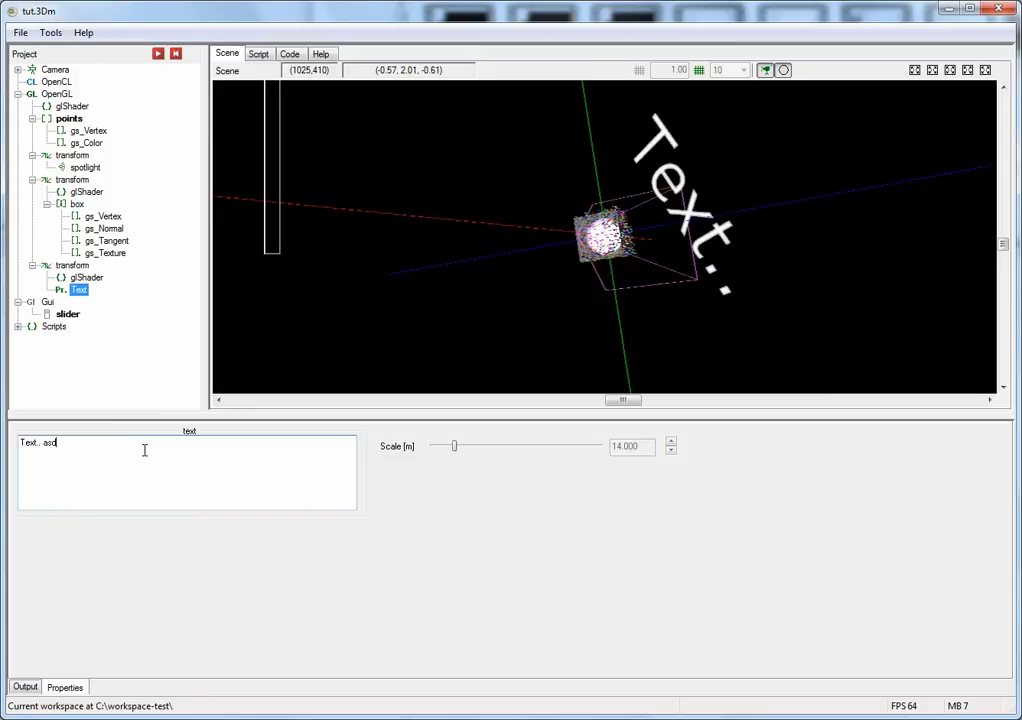 tut.3Dm
File Tools Help
Project
Scene Script Code Help
Camera
OpenCL
OpenGL
glShader
points
gs_Vertex
gs_Color
transform
spotlight
transform
glShader
box
gs_Vertex
gs_Normal
gs_Tangent
gs_Texture
transform
glShader
Pr. Text
Gui
slider
Scripts
Scene (1025,410) (-0.57, 2.01, -0.61) 1.00 10
Text..
text
Text.. asd
Scale [m] 14.000
Output Properties
Current workspace at C:\workspace-test\ FPS 64 MB 7